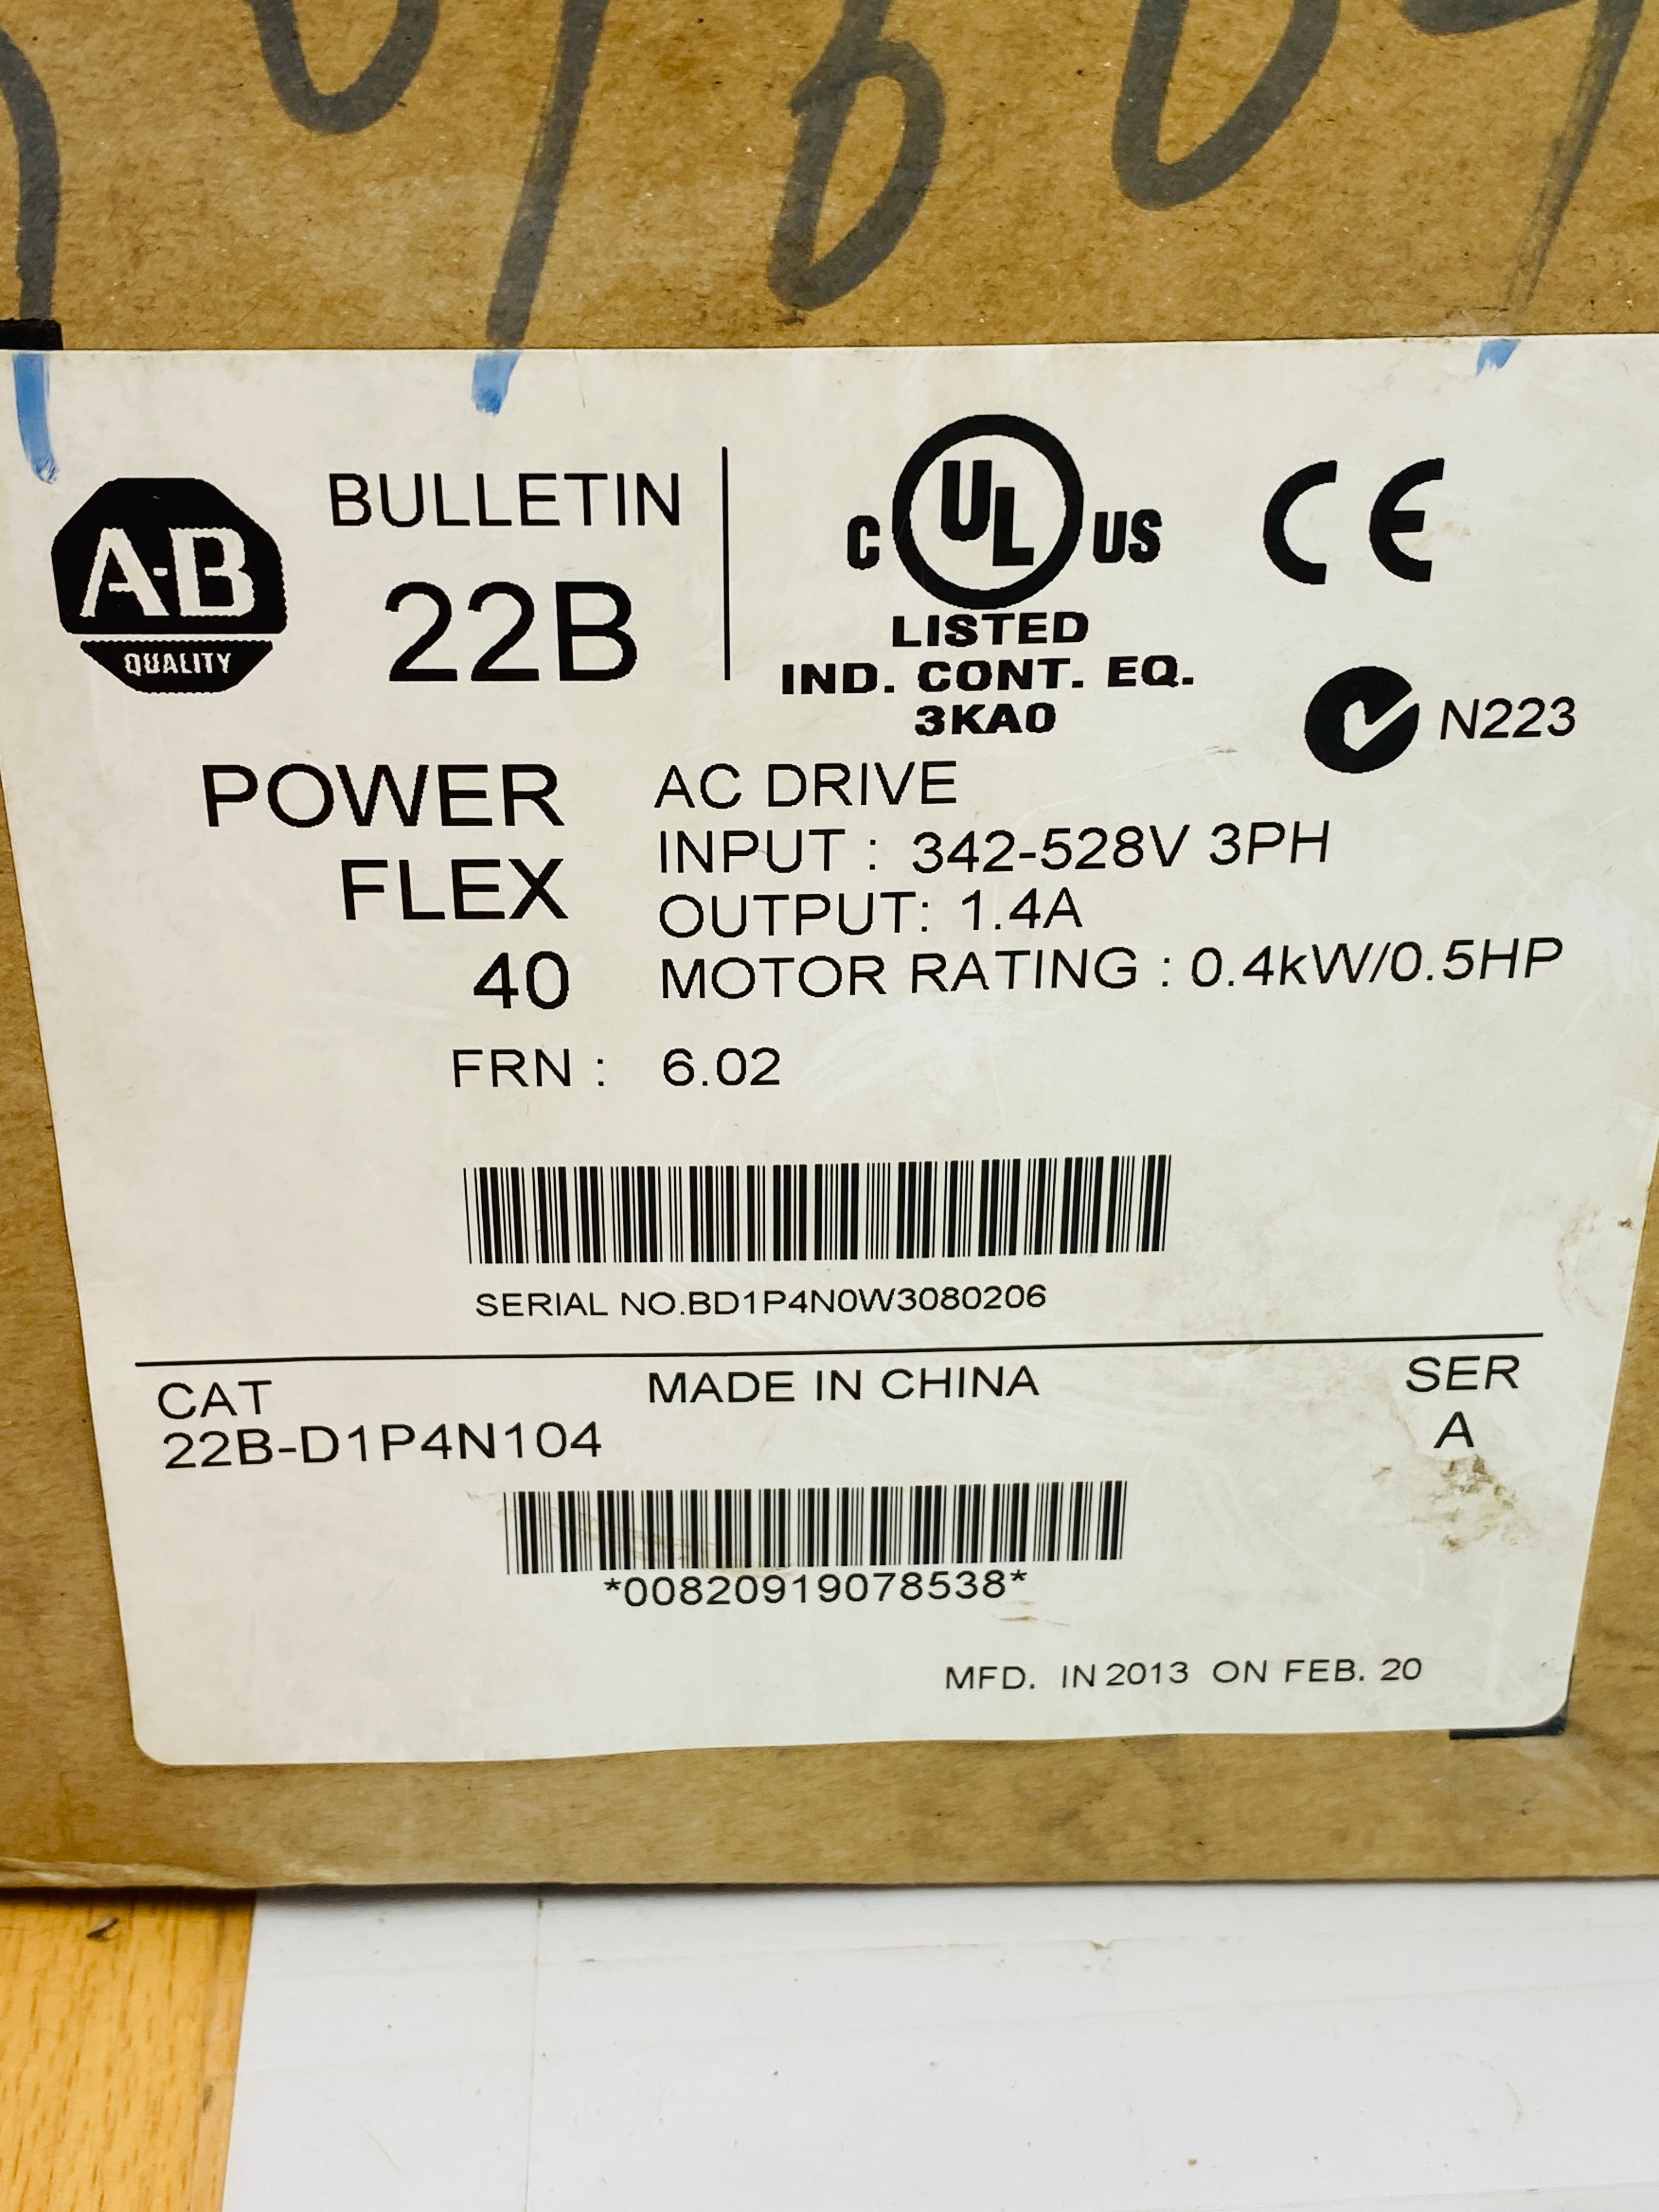 A-B
QUALITY
BULLETIN
22B
C UL US
LISTED
IND. CONT. EQ.
3KA0
CE
N223
POWER
FLEX
40
AC DRIVE
INPUT : 342-528V 3PH
OUTPUT: 1.4A
MOTOR RATING : 0.4kW/0.5HP
FRN : 6.02
SERIAL NO.BD1P4N0W3080206
CAT
22B-D1P4N104
MADE IN CHINA
SER
A
*00820919078538*
MFD. IN 2013 ON FEB. 20